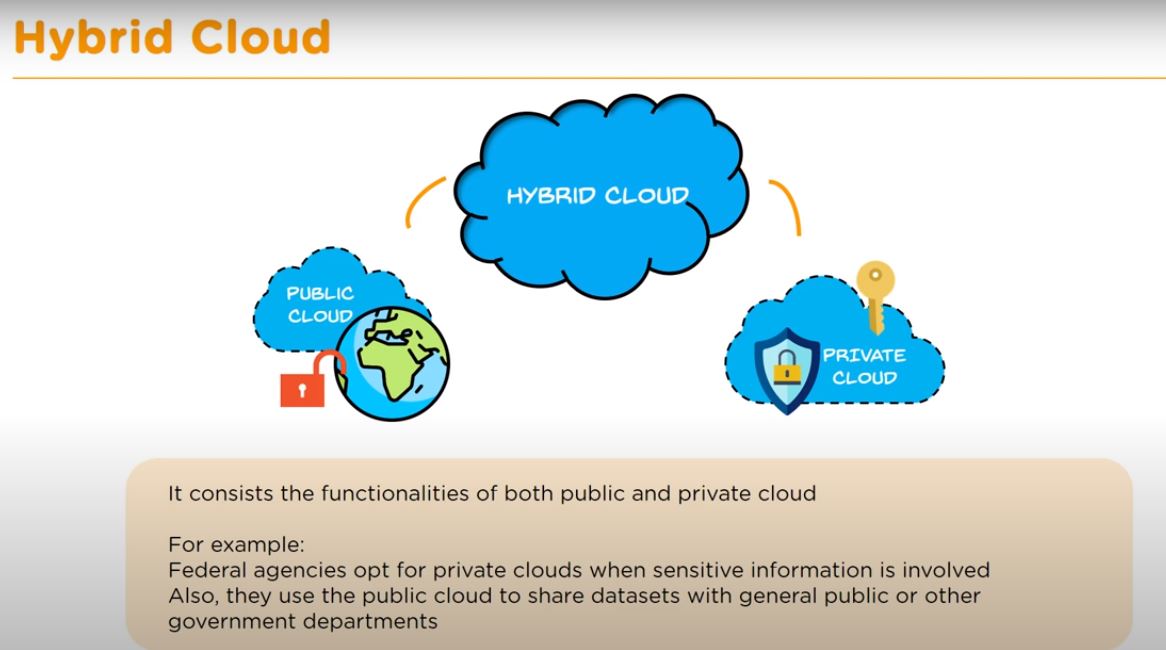 Hybrid Cloud
HYBRID CLOUD
PUBLIC
CLOUD
PRIVATE
CLOUD
It consists the functionalities of both public and private cloud
For example:
Federal agencies opt for private clouds when sensitive information is involved
Also, they use the public cloud to share datasets with general public or other
government departments